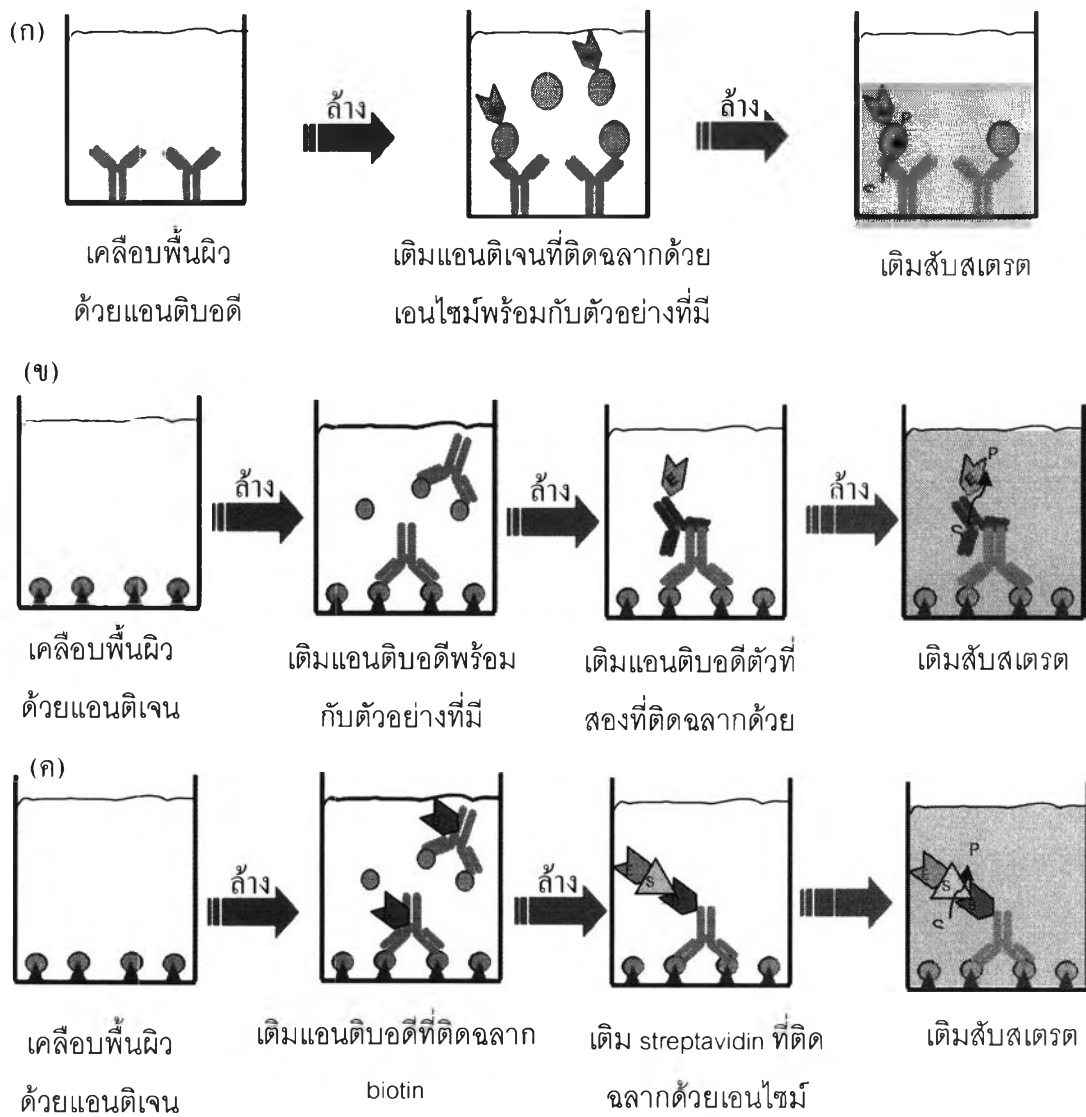 (ก)
ล้าง
ล้าง
P
S
เคลือบพื้นผิว
ด้วยแอนติบอดี
เติมแอนติเจนที่ติดฉลากด้วย
เอนไซม์พร้อมกับตัวอย่างที่มี
เติมสับสเตรต
(ข)
ล้าง
ล้าง
ล้าง
E
E
P
S
เคลือบพื้นผิว
ด้วยแอนติเจน
เติมแอนติบอดีพร้อม
กับตัวอย่างที่มี
เติมแอนติบอดีตัวที่
สองที่ติดฉลากด้วย
เติมสับสเตรต
(ค)
ล้าง
ล้าง
E
S
E
S
P
S
เคลือบพื้นผิว
ด้วยแอนติเจน
เติมแอนติบอดีที่ติดฉลาก
biotin
เติม streptavidin ที่ติด
ฉลากด้วยเอนไซม์
เติมสับสเตรต